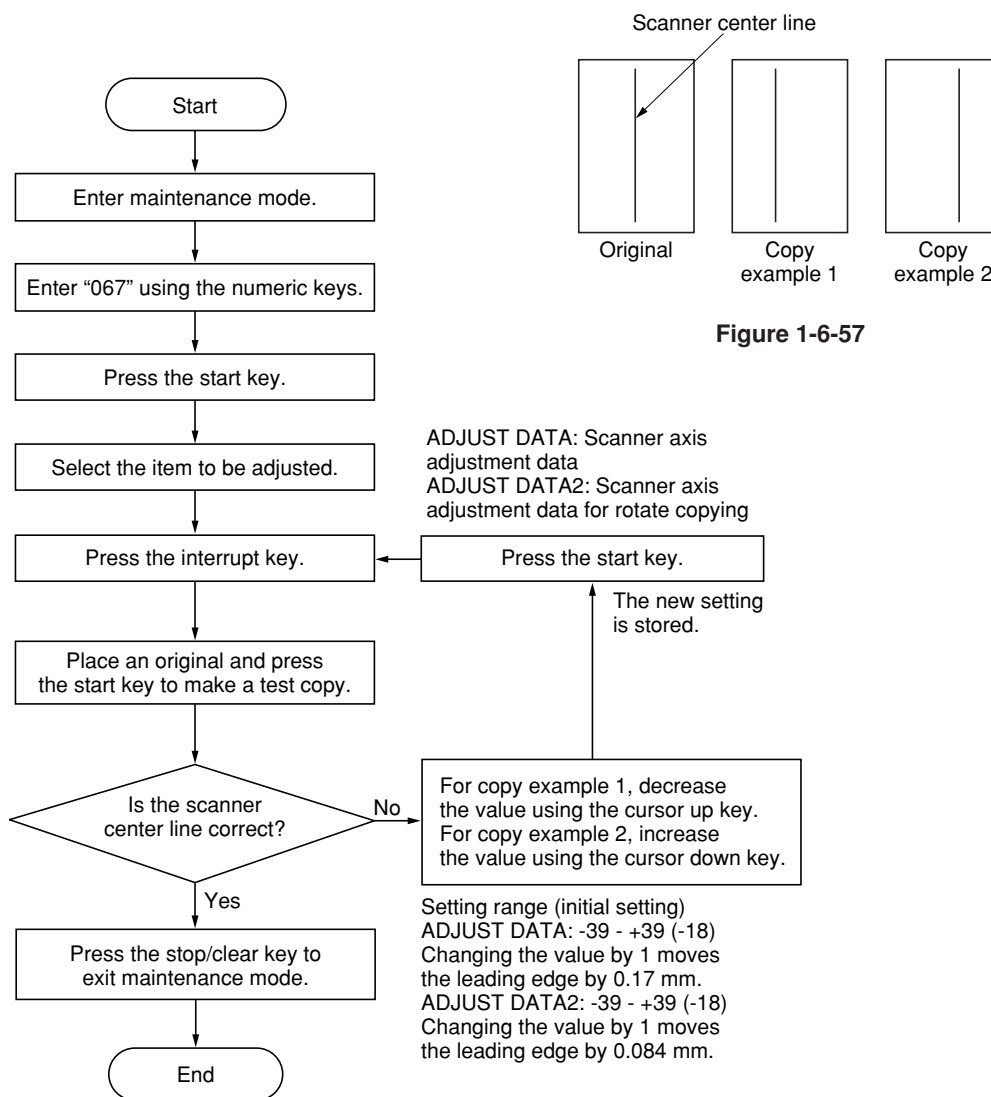 Scanner center line
Original
Copy
example 1
Copy
example 2
Figure 1-6-57
Start
Enter maintenance mode.
Enter “067” using the numeric keys.
Press the start key.
Select the item to be adjusted.
ADJUST DATA: Scanner axis
adjustment data
ADJUST DATA2: Scanner axis
adjustment data for rotate copying
Press the interrupt key.
Press the start key.
The new setting
is stored.
Place an original and press
the start key to make a test copy.
Is the scanner
center line correct?
No
For copy example 1, decrease
the value using the cursor up key.
For copy example 2, increase
the value using the cursor down key.
Setting range (initial setting)
ADJUST DATA: -39 - +39 (-18)
Changing the value by 1 moves
the leading edge by 0.17 mm.
ADJUST DATA2: -39 - +39 (-18)
Changing the value by 1 moves
the leading edge by 0.084 mm.
Yes
Press the stop/clear key to
exit maintenance mode.
End